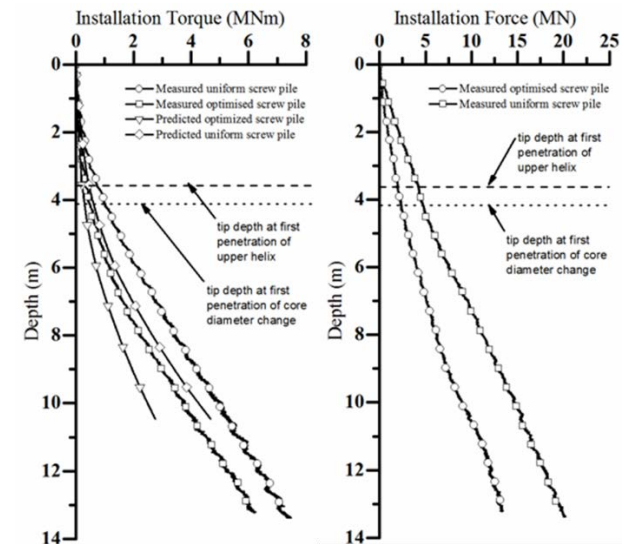 Installation Torque (MNm)
0 2 4 6 8
Depth (m)
0
2
4
6
8
10
12
14
Measured uniform screw pile
Measured optimised screw pile
Predicted optimized screw pile
Predicted uniform screw pile
tip depth at first
penetration of
upper helix
tip depth at first
penetration of core
diameter change
Installation Force (MN)
0 5 10 15 20 25
Depth (m)
0
2
4
6
8
10
12
14
Measured optimised screw pile
Measured uniform screw pile
tip depth at first
penetration of
upper helix
tip depth at first
penetration of core
diameter change